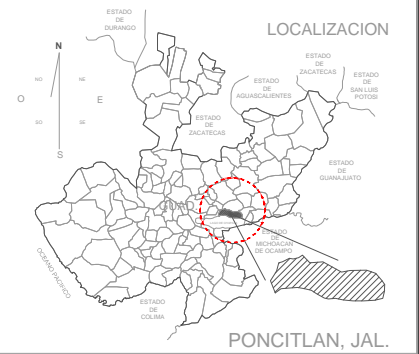 ESTADO
DE
DURANGO
LOCALIZACION
N
ESTADO
DE
ZACATECAS
NO
NE
ESTADO
DE
AGUASCALIENTES
ESTADO
DE
SAN LUIS
POTOSI
O
E
SO
SE
ESTADO
DE
ZACATECAS
S
ESTADO
DE
GUANAJUATO
GUAD
ESTADO
DE
MICHOACAN
DE OCAMPO
OCEANO PACIFICO
ESTADO
DE
COLIMA
PONCITLAN, JAL.